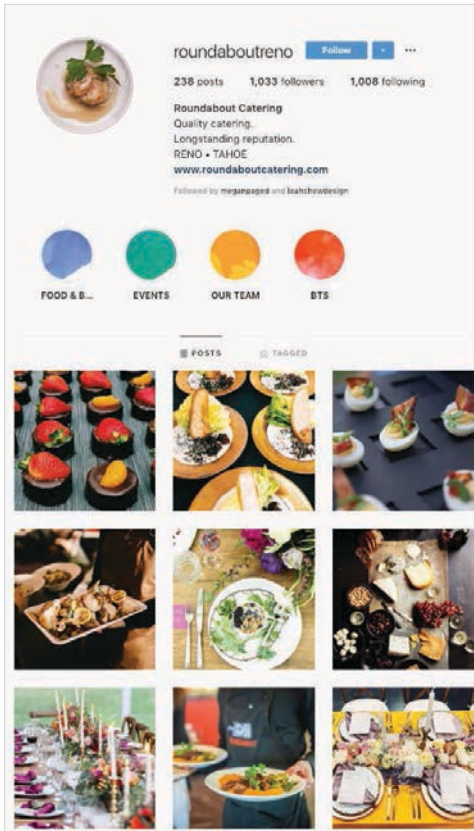 roundaboutreno Follow
238 posts 1,033 followers 1,008 following
Roundabout Catering
Quality catering.
Longstanding reputation.
RENO • TAHOE
www.roundaboutcatering.com
Followed by meganpaged and leahchewdesign
FOOD & B... EVENTS OUR TEAM BTS
POSTS TAGGED